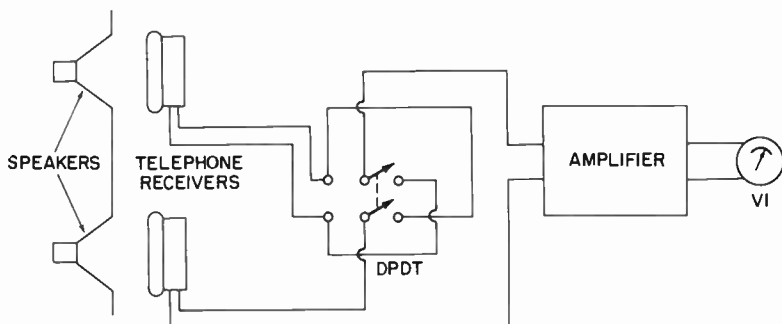 SPEAKERS
TELEPHONE
RECEIVERS
DPDT
AMPLIFIER
VI